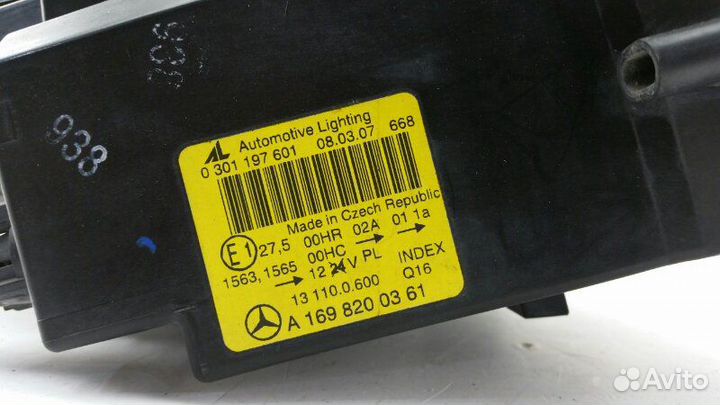 938
Automotive Lighting
0 301 197 601 08.03.07 668
Made in Czech Republic
E1 27,5 00HR 02A 01 1a
1563, 1565 00HC → →
→ 12 V PL INDEX
13 110.0.600 Q16
A 169 820 03 61
Avito